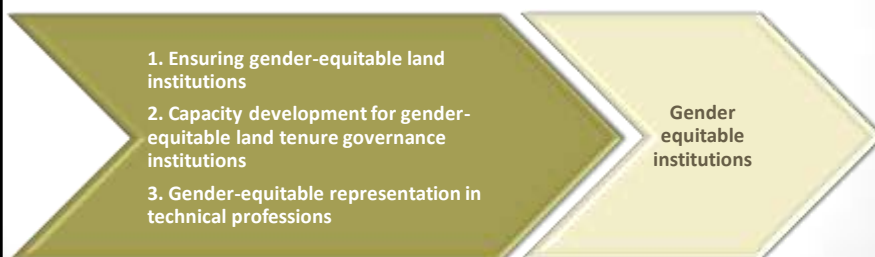 1. Ensuring gender-equitable land
institutions
2. Capacity development for gender-
equitable land tenure governance
institutions
3. Gender-equitable representation in
technical professions
Gender
equitable
institutions